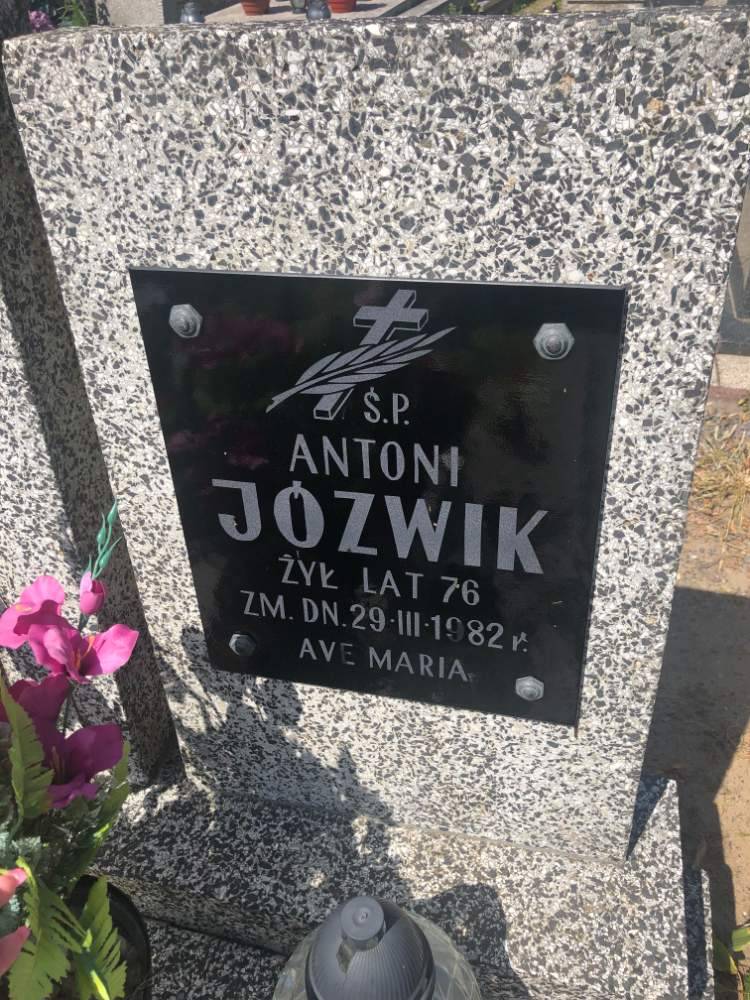 Ś.P.
ANTONI
JÓZWIK
ŻYŁ LAT 76
ZM. DN. 29·III·1982 r.
AVE MARIA